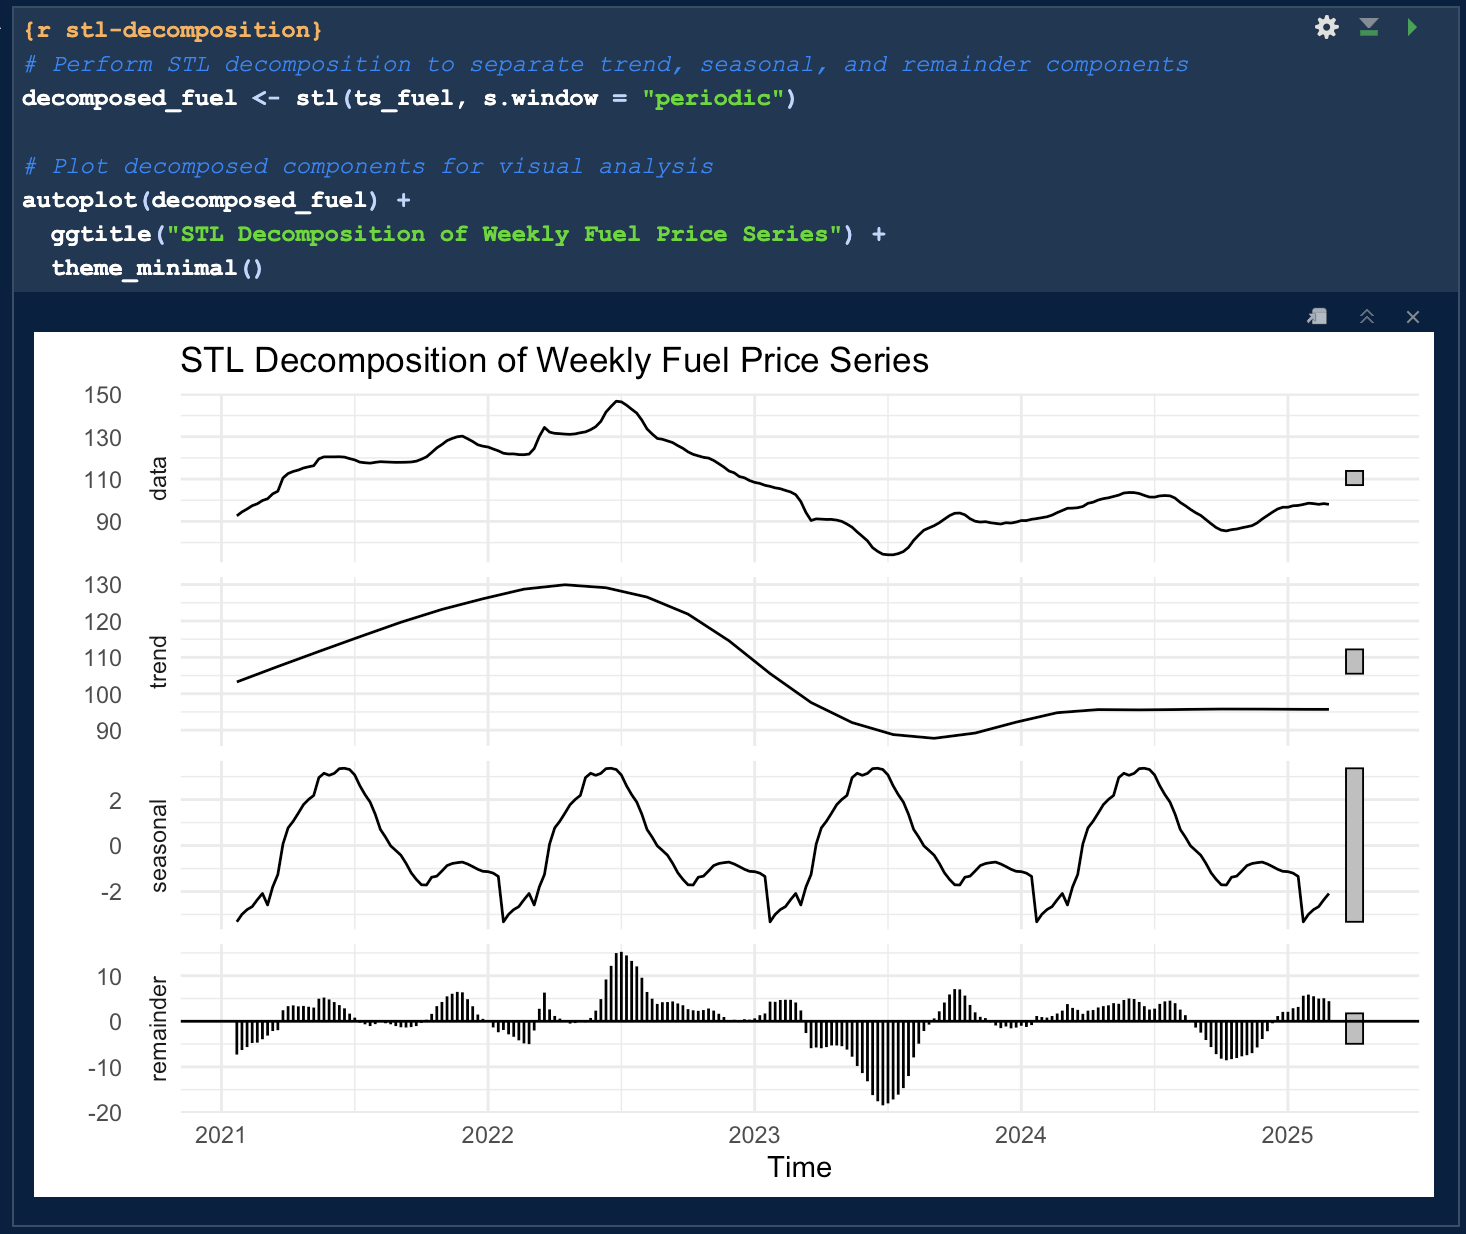 {r stl-decomposition}
# Perform STL decomposition to separate trend, seasonal, and remainder components
decomposed_fuel <- stl(ts_fuel, s.window = "periodic")
# Plot decomposed components for visual analysis
autoplot(decomposed_fuel) +
  ggtitle("STL Decomposition of Weekly Fuel Price Series") +
  theme_minimal()
STL Decomposition of Weekly Fuel Price Series
150
130
110
90
data
130
120
110
100
90
trend
2
0
-2
seasonal
10
0
-10
-20
remainder
2021 2022 2023 2024 2025
Time